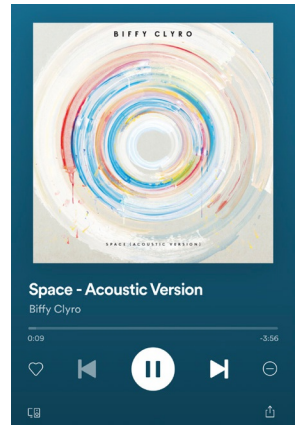 BIFFY CLYRO
SPACE (ACOUSTIC VERSION)
Space - Acoustic Version
Biffy Clyro
0:09 -3:56